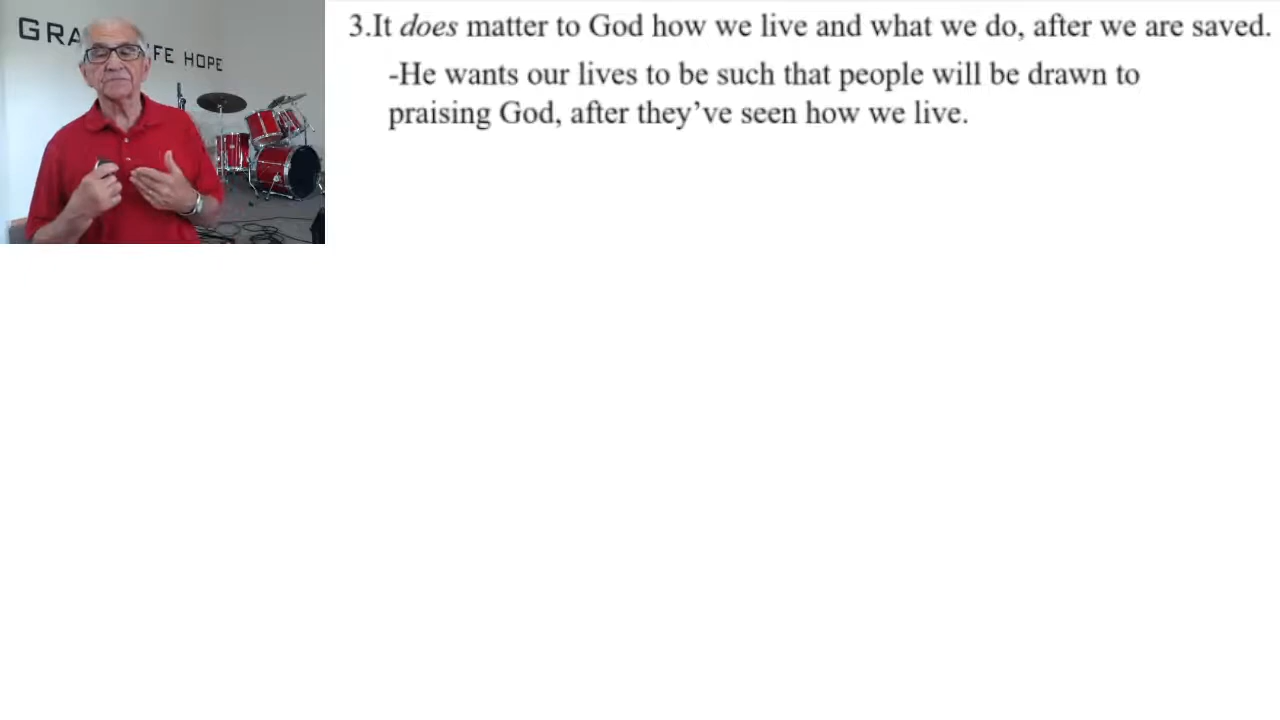 GRA FE HOPE
3.It does matter to God how we live and what we do, after we are saved.
-He wants our lives to be such that people will be drawn to
praising God, after they’ve seen how we live.